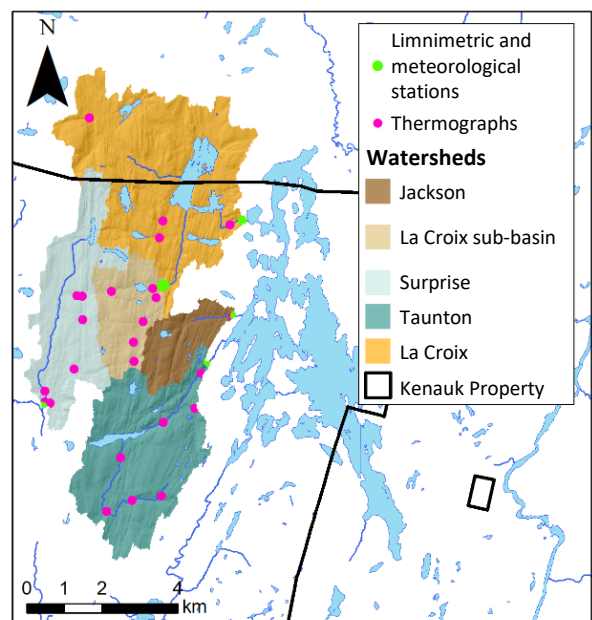 N
Limnimetric and
meteorological
stations
Thermographs
Watersheds
Jackson
La Croix sub-basin
Surprise
Taunton
La Croix
Kenauk Property
0 1 2 4
km